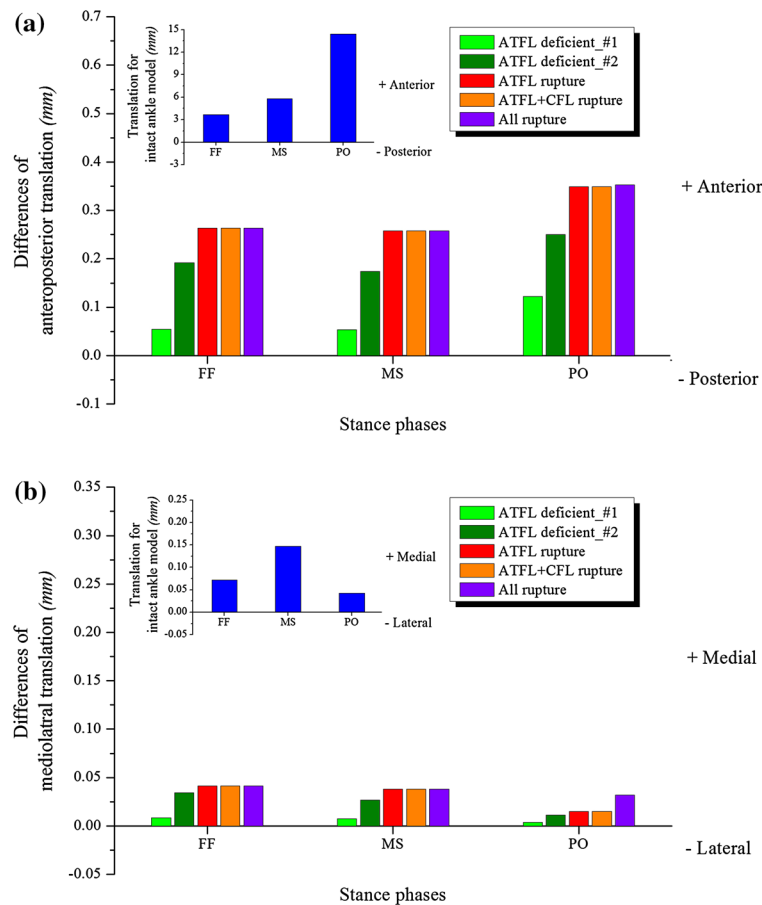 (a)
Differences of
anteroposterior translation (mm)
0.7
0.6
0.5
0.4
0.3
0.2
0.1
0.0
-0.1
Translation for
intact ankle model (mm)
15
12
9
6
3
0
-3
FF MS PO
+ Anterior
- Posterior
ATFL deficient_#1
ATFL deficient_#2
ATFL rupture
ATFL+CFL rupture
All rupture
+ Anterior
- Posterior
FF MS PO
Stance phases
(b)
Differences of
mediolatral translation (mm)
0.35
0.30
0.25
0.20
0.15
0.10
0.05
0.00
-0.05
Translation for
intact ankle model (mm)
0.25
0.20
0.15
0.10
0.05
0.00
-0.05
FF MS PO
+ Medial
- Lateral
ATFL deficient_#1
ATFL deficient_#2
ATFL rupture
ATFL+CFL rupture
All rupture
+ Medial
- Lateral
FF MS PO
Stance phases